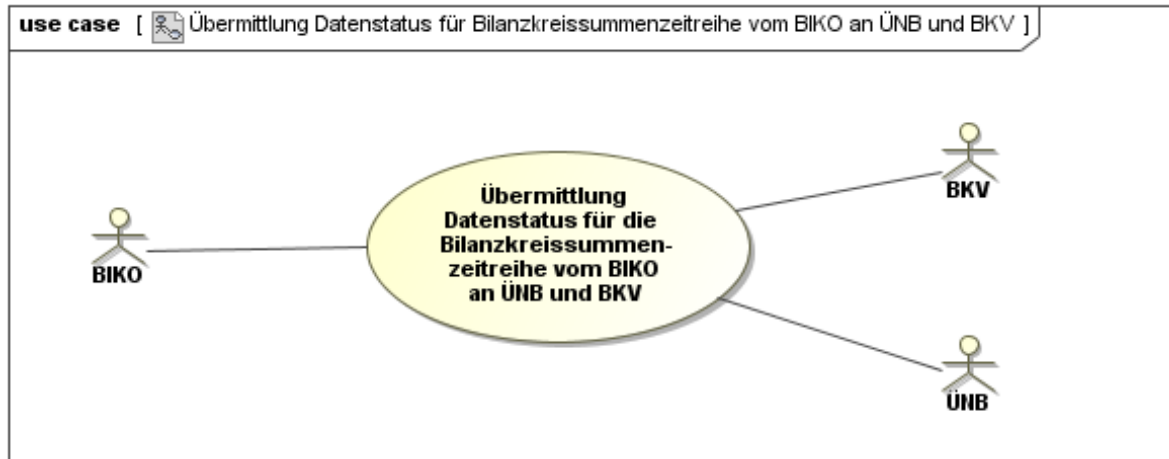 use case [ Übermittlung Datenstatus für Bilanzkreissummenzeitreihe vom BIKO an ÜNB und BKV ]
BIKO
Übermittlung
Datenstatus für die
Bilanzkreissummen-
zeitreihe vom BIKO
an ÜNB und BKV
BKV
ÜNB